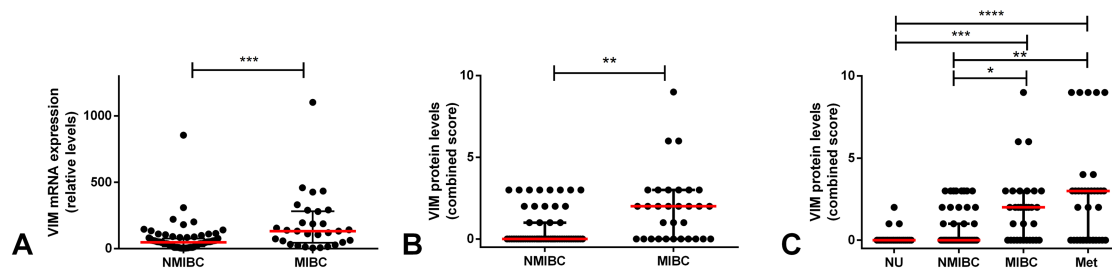 ****
***
***
**
**
*
1000
500
0
VIM mRNA expression
(relative levels)
NMIBC
MIBC
A
10
5
0
VIM protein levels
(combined score)
NMIBC
MIBC
B
10
5
0
VIM protein levels
(combined score)
NU
NMIBC
MIBC
Met
C